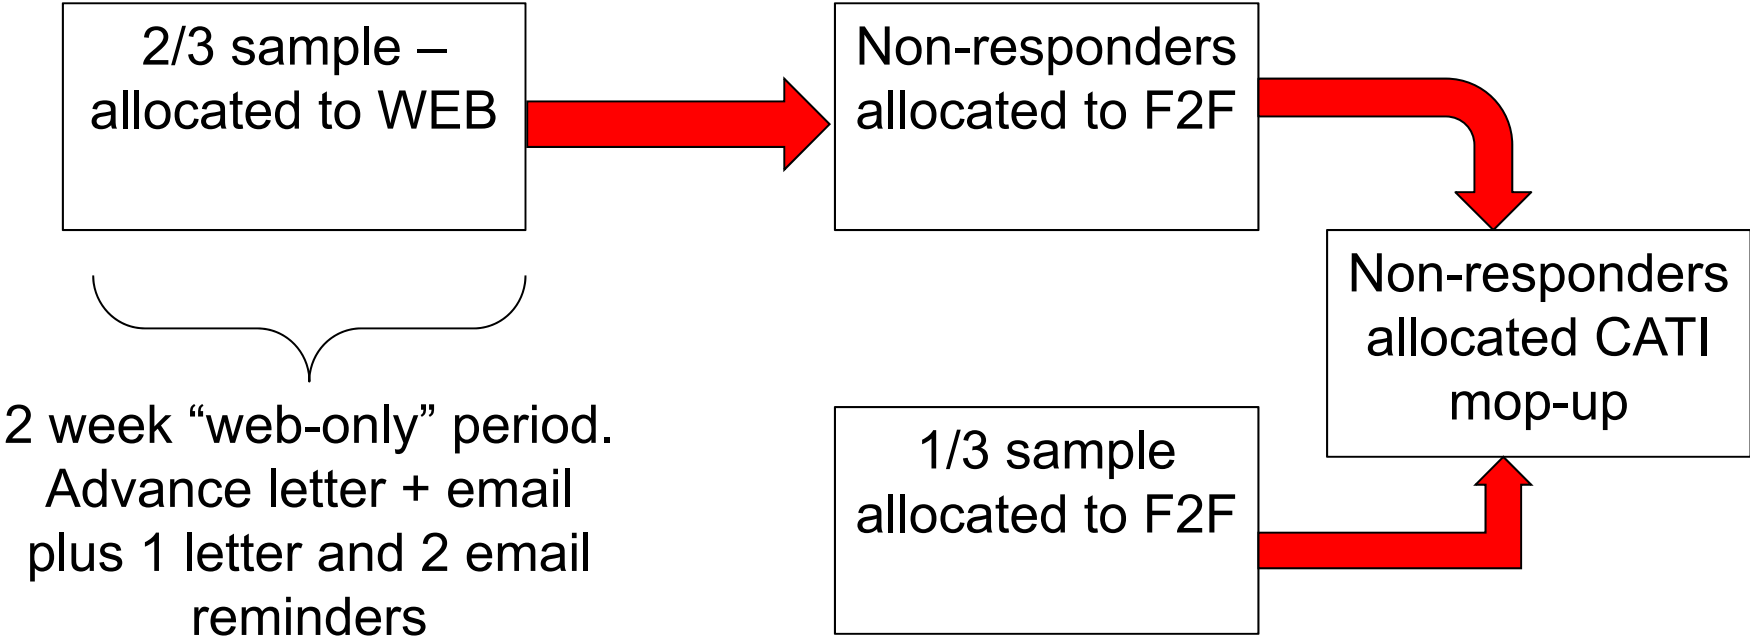 2/3 sample –
allocated to WEB
Non-responders
allocated to F2F
Non-responders
allocated CATI
mop-up
2 week “web-only” period.
Advance letter + email
plus 1 letter and 2 email
reminders
1/3 sample
allocated to F2F